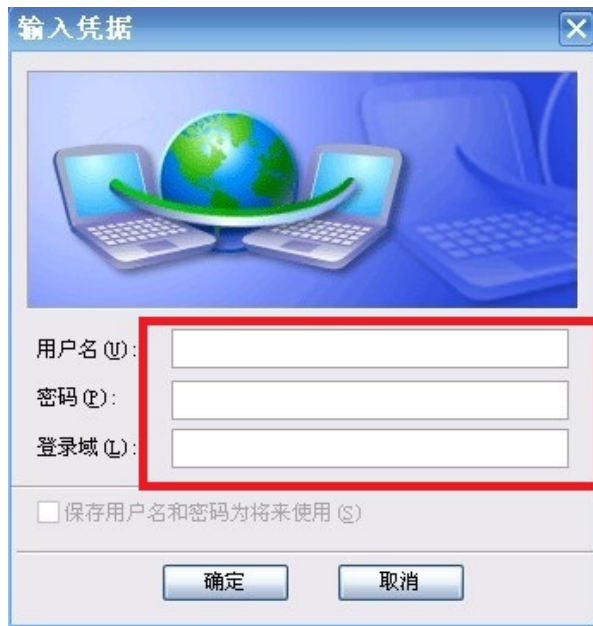 输入凭据
用户名(U):
密码(P):
登录域(L):
保存用户名和密码为将来使用(S)
确定 取消